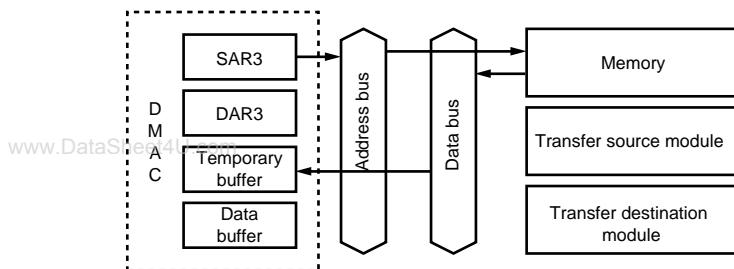 SAR3
DAR3
Temporary
buffer
Data
buffer
D
M
A
C
Address bus
Data bus
Memory
Transfer source module
Transfer destination
module
www.DataSheet4U.com